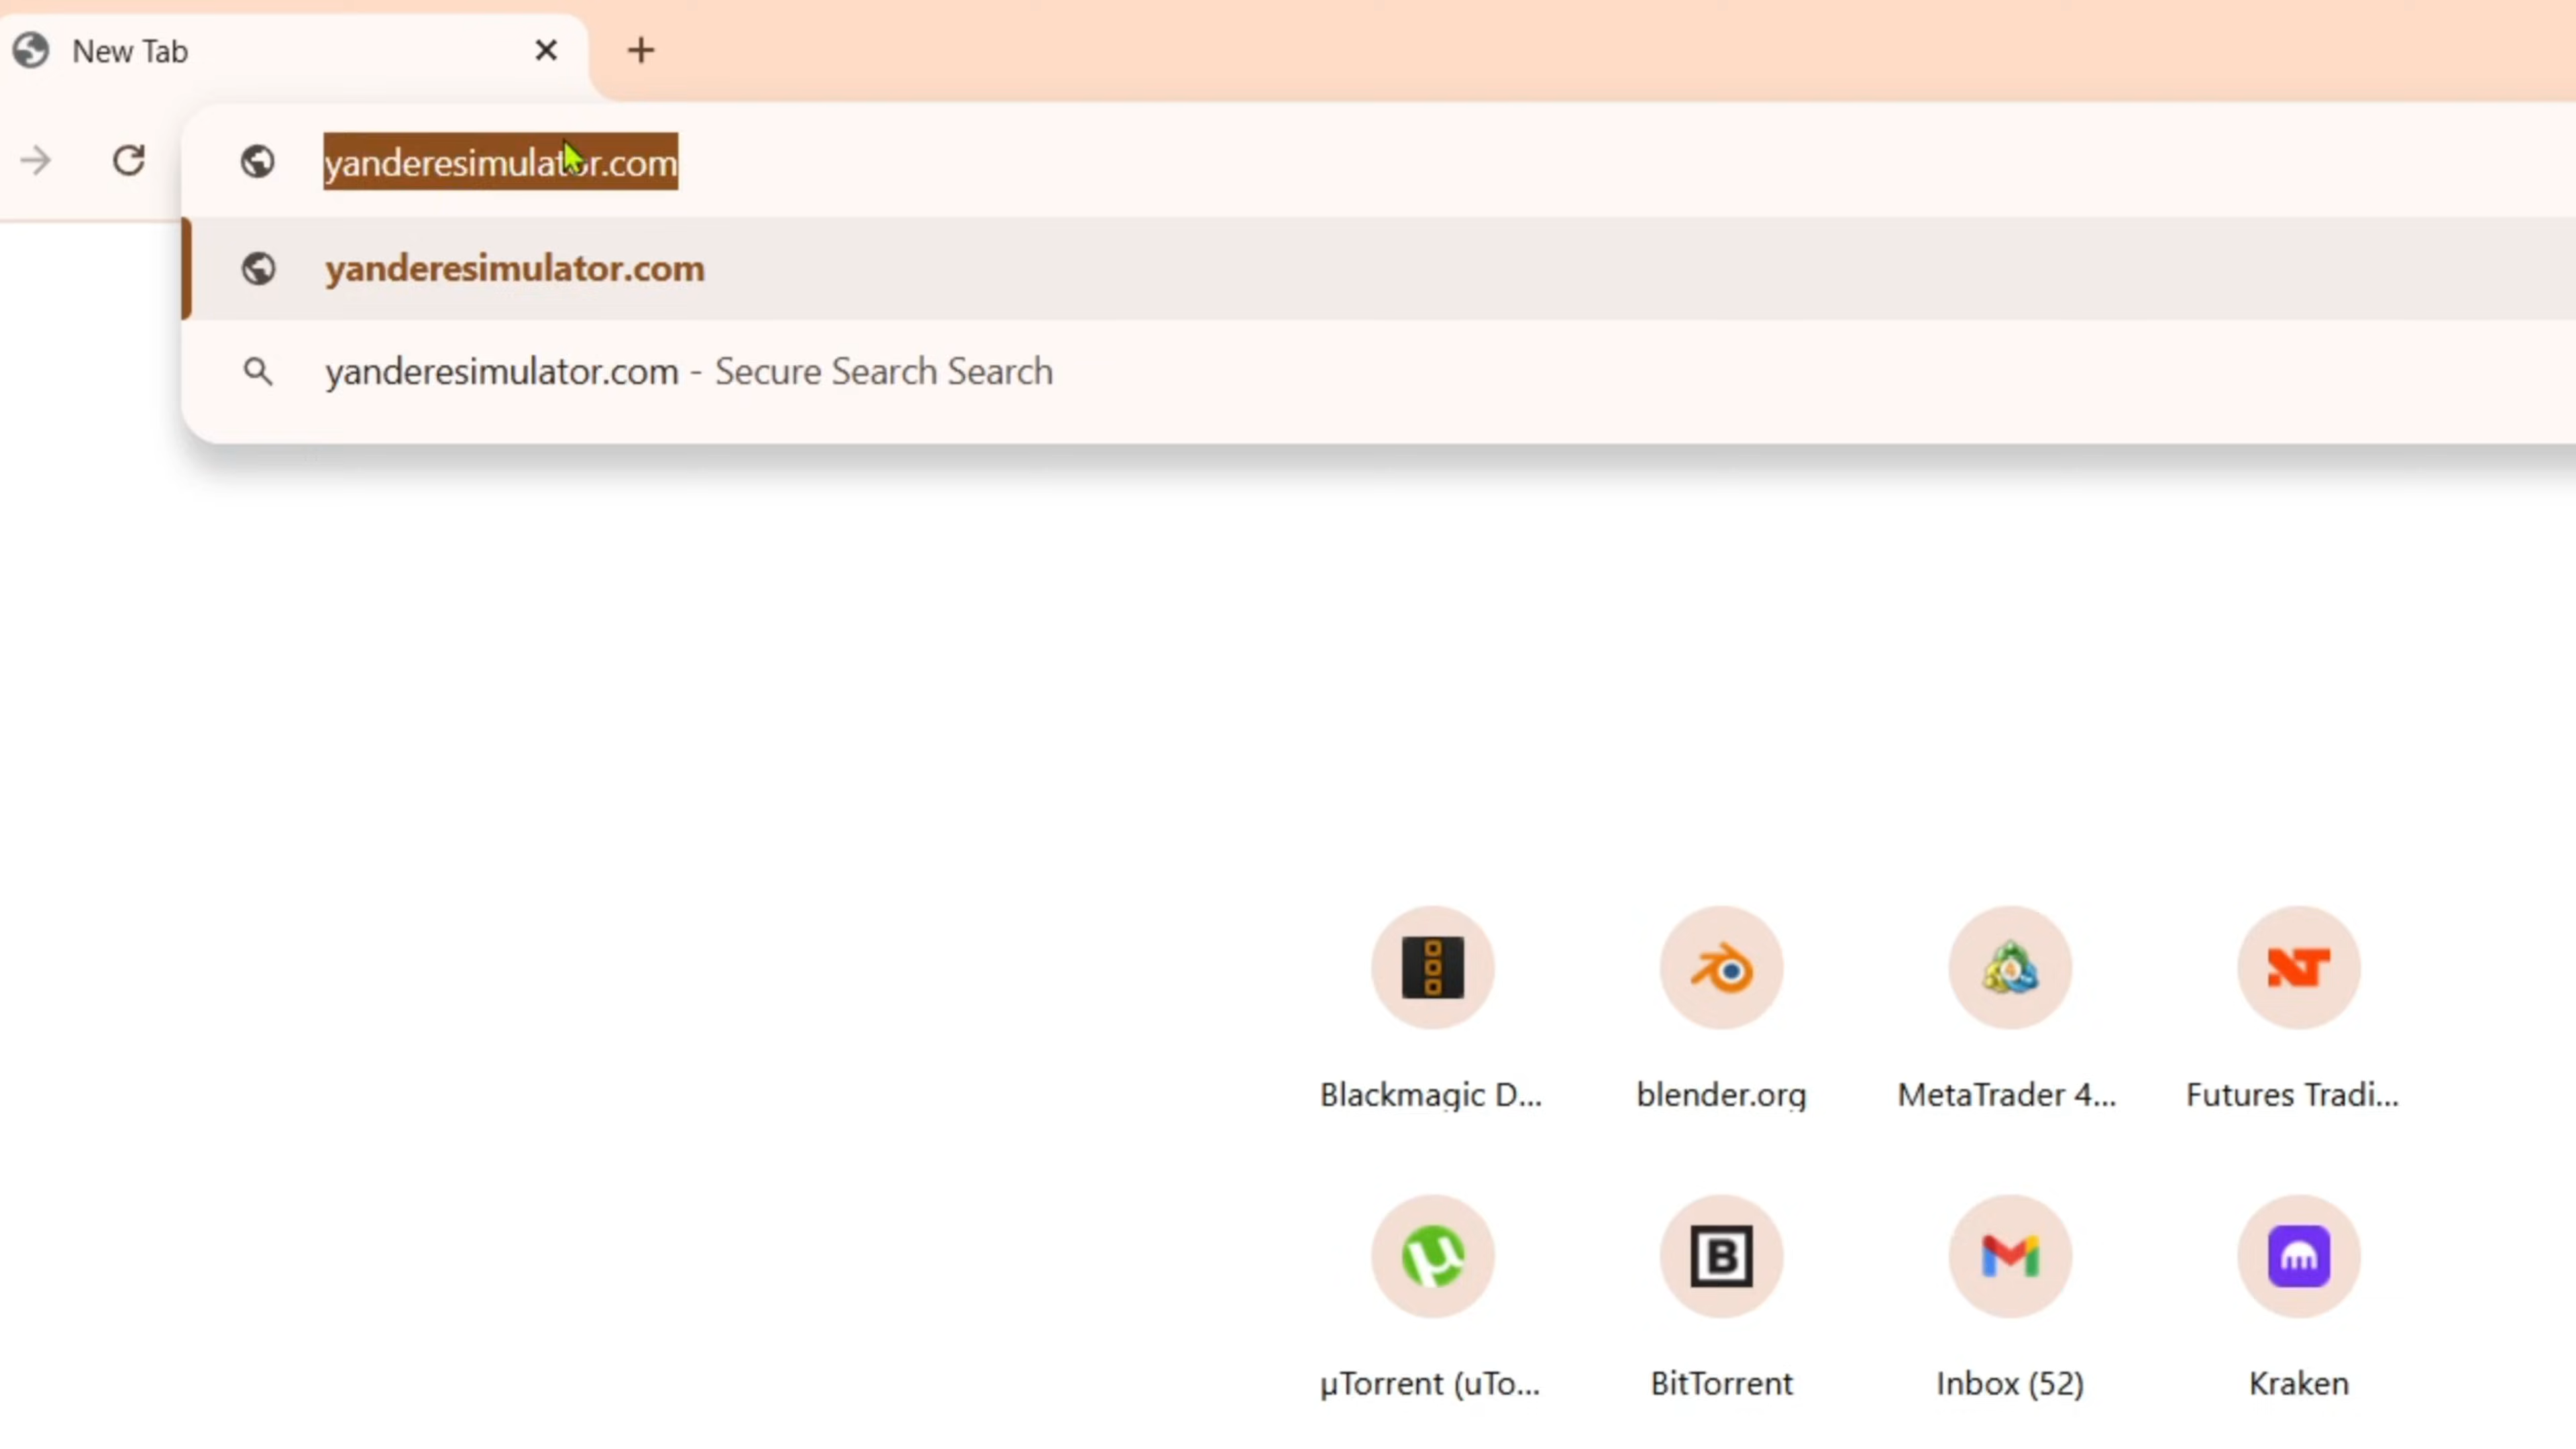 New Tab
yanderesimulator.com
yanderesimulator.com
yanderesimulator.com - Secure Search Search
Blackmagic D...
blender.org
MetaTrader 4...
Futures Tradi...
µTorrent (uTo...
BitTorrent
Inbox (52)
Kraken